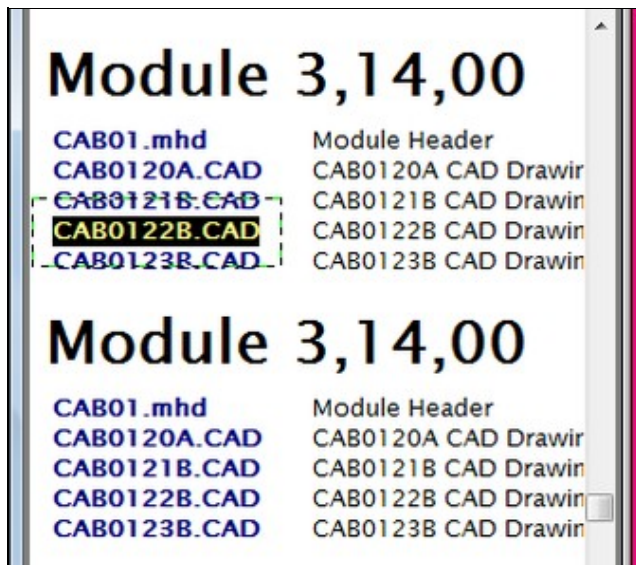 Module 3,14,00
CAB01.mhd Module Header
CAB0120A.CAD CAB0120A CAD Drawin
CAB0121B.CAD CAB0121B CAD Drawin
CAB0122B.CAD CAB0122B CAD Drawin
CAB0123B.CAD CAB0123B CAD Drawin
Module 3,14,00
CAB01.mhd Module Header
CAB0120A.CAD CAB0120A CAD Drawin
CAB0121B.CAD CAB0121B CAD Drawin
CAB0122B.CAD CAB0122B CAD Drawin
CAB0123B.CAD CAB0123B CAD Drawin